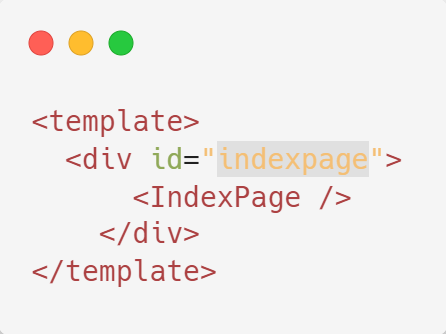 <template>
  <div id="indexpage">
      <IndexPage />
    </div>
</template>